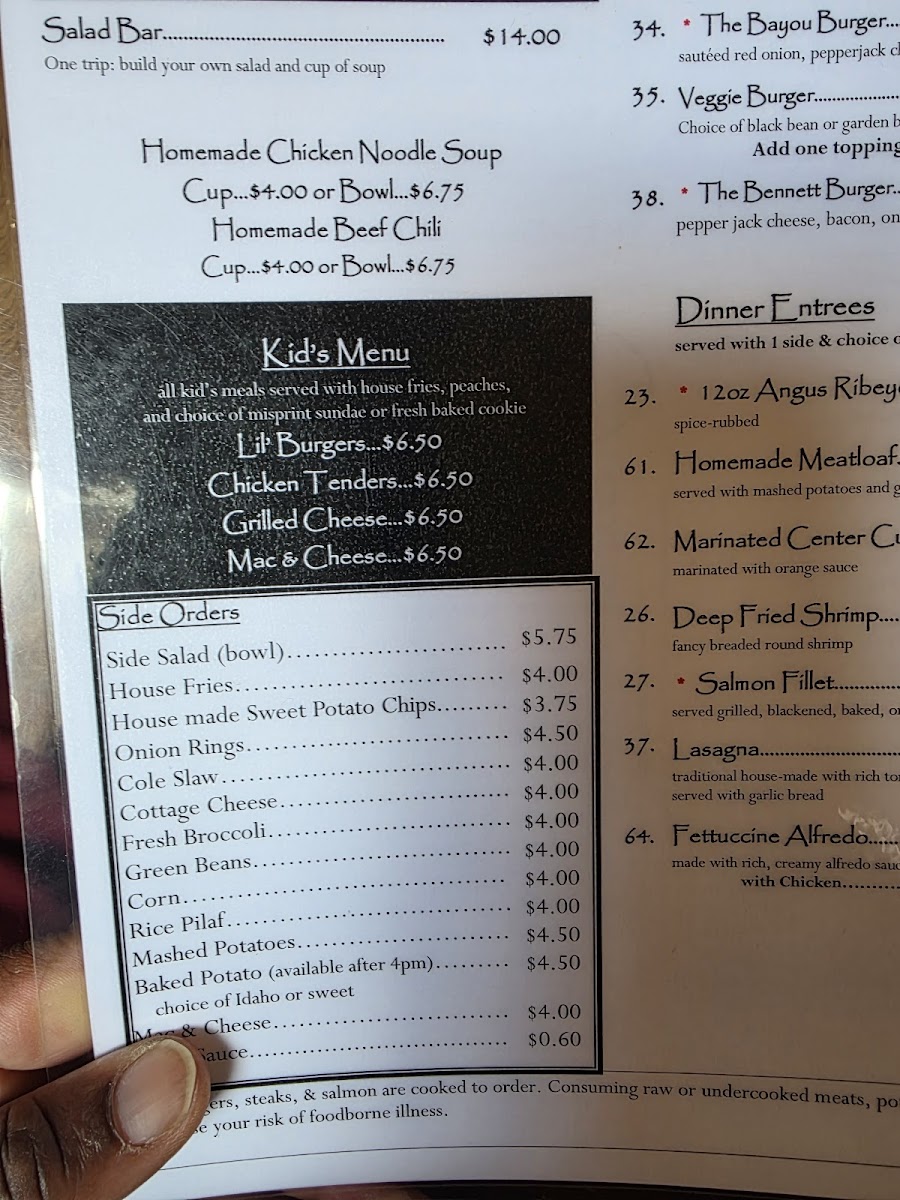 Salad Bar........................................................ $14.00
One trip: build your own salad and cup of soup
Homemade Chicken Noodle Soup
Cup...$4.00 or Bowl...$6.75
Homemade Beef Chili
Cup...$4.00 or Bowl...$6.75
Kid's Menu
all kid's meals served with house fries, peaches,
and choice of misprint sundae or fresh baked cookie
Lil' Burgers...$6.50
Chicken Tenders...$6.50
Grilled Cheese...$6.50
Mac & Cheese...$6.50
Side Orders
Side Salad (bowl)................................ $5.75
House Fries....................................... $4.00
House made Sweet Potato Chips......... $3.75
Onion Rings...................................... $4.50
Cole Slaw......................................... $4.00
Cottage Cheese................................. $4.00
Fresh Broccoli................................... $4.00
Green Beans..................................... $4.00
Corn............................................... $4.00
Rice Pilaf......................................... $4.00
Mashed Potatoes............................... $4.50
Baked Potato (available after 4pm)......... $4.50
choice of Idaho or sweet
Mac & Cheese.................................. $4.00
Sauce.................................... $0.60
34. * The Bayou Burger...
sautéed red onion, pepperjack
35. Veggie Burger.................
Choice of black bean or garden
Add one topping
38. * The Bennett Burger..
pepper jack cheese, bacon,
Dinner Entrees
served with 1 side & choice
23. * 12oz Angus Ribeye
spice-rubbed
61. Homemade Meatloaf.
served with mashed potatoes and
62. Marinated Center
marinated with orange sauce
26. Deep Fried Shrimp....
fancy breaded round shrimp
27. * Salmon Fillet............
served grilled, blackened, baked,
37. Lasagna......................
traditional house-made with rich
served with garlic bread
64. Fettuccine Alfredo......
made with rich, creamy alfredo
with Chicken..........
steaks, & salmon are cooked to order. Consuming raw or undercooked meats,
your risk of foodborne illness.